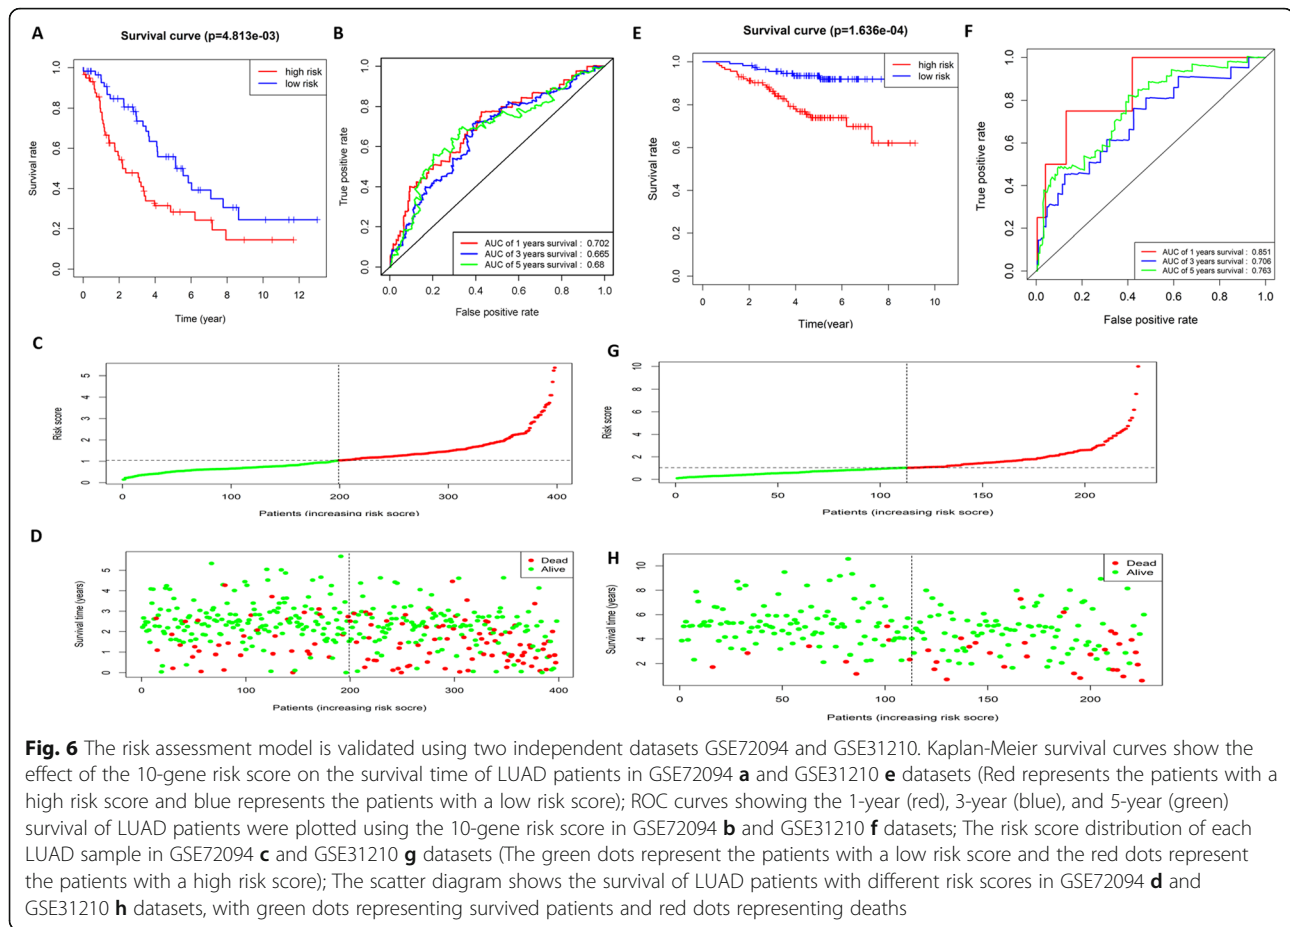 A
Survival curve (p=4.813e-03)
high risk
low risk
Survival rate
0.0 0.2 0.4 0.6 0.8 1.0
0 2 4 6 8 10 12
Time (year)
B
True positive rate
0.0 0.2 0.4 0.6 0.8 1.0
AUC of 1 years survival : 0.702
AUC of 3 years survival : 0.665
AUC of 5 years survival : 0.68
0.0 0.2 0.4 0.6 0.8 1.0
False positive rate
E
Survival curve (p=1.636e-04)
high risk
low risk
Survival rate
0.0 0.2 0.4 0.6 0.8 1.0
0 2 4 6 8 10
Time(year)
F
True positive rate
0.0 0.2 0.4 0.6 0.8 1.0
AUC of 1 years survival : 0.851
AUC of 3 years survival : 0.706
AUC of 5 years survival : 0.763
0.0 0.2 0.4 0.6 0.8 1.0
False positive rate
C
Risk score
0 1 2 3 4 5
0 100 200 300 400
Patients (increasing risk socre)
G
Risk score
0 2 4 6 8 10
0 50 100 150 200
Patients (increasing risk socre)
D
Dead
Alive
Survival time (years)
0 1 2 3 4 5
0 100 200 300 400
Patients (increasing risk socre)
H
Dead
Alive
Survival time (years)
2 4 6 8 10
0 50 100 150 200
Patients (increasing risk socre)
Fig. 6 The risk assessment model is validated using two independent datasets GSE72094 and GSE31210. Kaplan-Meier survival curves show the
effect of the 10-gene risk score on the survival time of LUAD patients in GSE72094 a and GSE31210 e datasets (Red represents the patients with a
high risk score and blue represents the patients with a low risk score); ROC curves showing the 1-year (red), 3-year (blue), and 5-year (green)
survival of LUAD patients were plotted using the 10-gene risk score in GSE72094 b and GSE31210 f datasets; The risk score distribution of each
LUAD sample in GSE72094 c and GSE31210 g datasets (The green dots represent the patients with a low risk score and the red dots represent
the patients with a high risk score); The scatter diagram shows the survival of LUAD patients with different risk scores in GSE72094 d and
GSE31210 h datasets, with green dots representing survived patients and red dots representing deaths